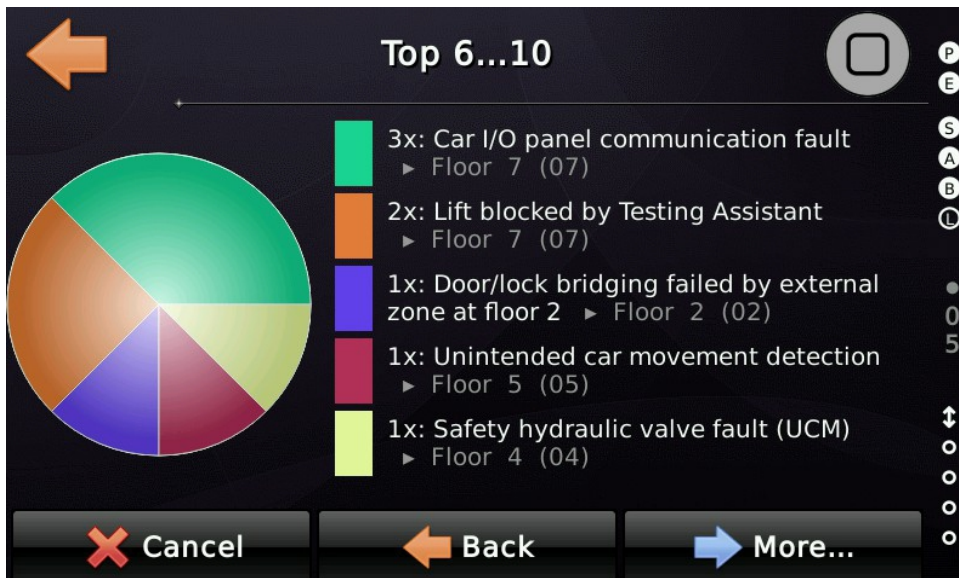 Top 6...10
3x: Car I/O panel communication fault
▸ Floor 7 (07)
2x: Lift blocked by Testing Assistant
▸ Floor 7 (07)
1x: Door/lock bridging failed by external
zone at floor 2 ▸ Floor 2 (02)
1x: Unintended car movement detection
▸ Floor 5 (05)
1x: Safety hydraulic valve fault (UCM)
▸ Floor 4 (04)
Cancel
Back
More...
P
E
S
A
B
L
0
5